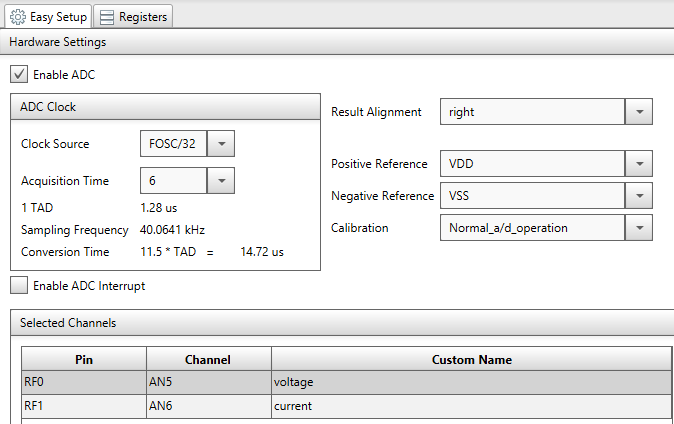 Easy Setup
Registers
Hardware Settings
Enable ADC
ADC Clock
Clock Source FOSC/32
Acquisition Time 6
1 TAD 1.28 us
Sampling Frequency 40.0641 kHz
Conversion Time 11.5 * TAD = 14.72 us
Result Alignment right
Positive Reference VDD
Negative Reference VSS
Calibration Normal_a/d_operation
Enable ADC Interrupt
Selected Channels
Pin Channel Custom Name
RF0 AN5 voltage
RF1 AN6 current